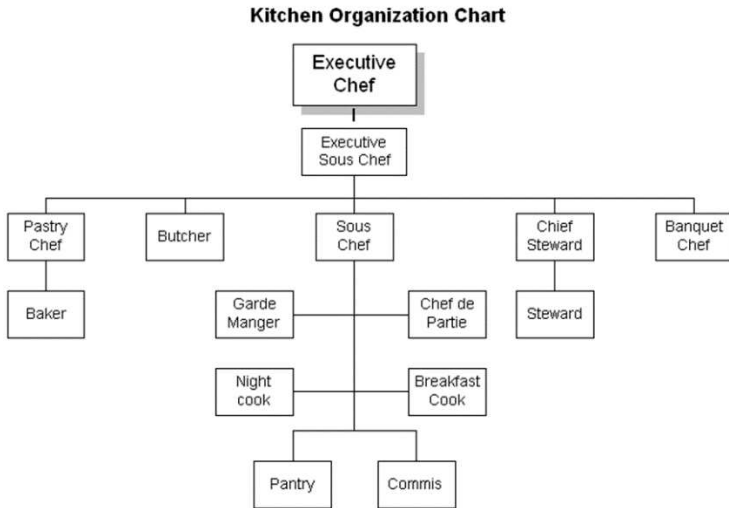 Kitchen Organization Chart
Executive
Chef
Executive
Sous Chef
Pastry
Chef
Butcher
Sous
Chef
Chief
Steward
Banquet
Chef
Baker
Garde
Manger
Chef de
Partie
Steward
Night
cook
Breakfast
Cook
Pantry
Commis